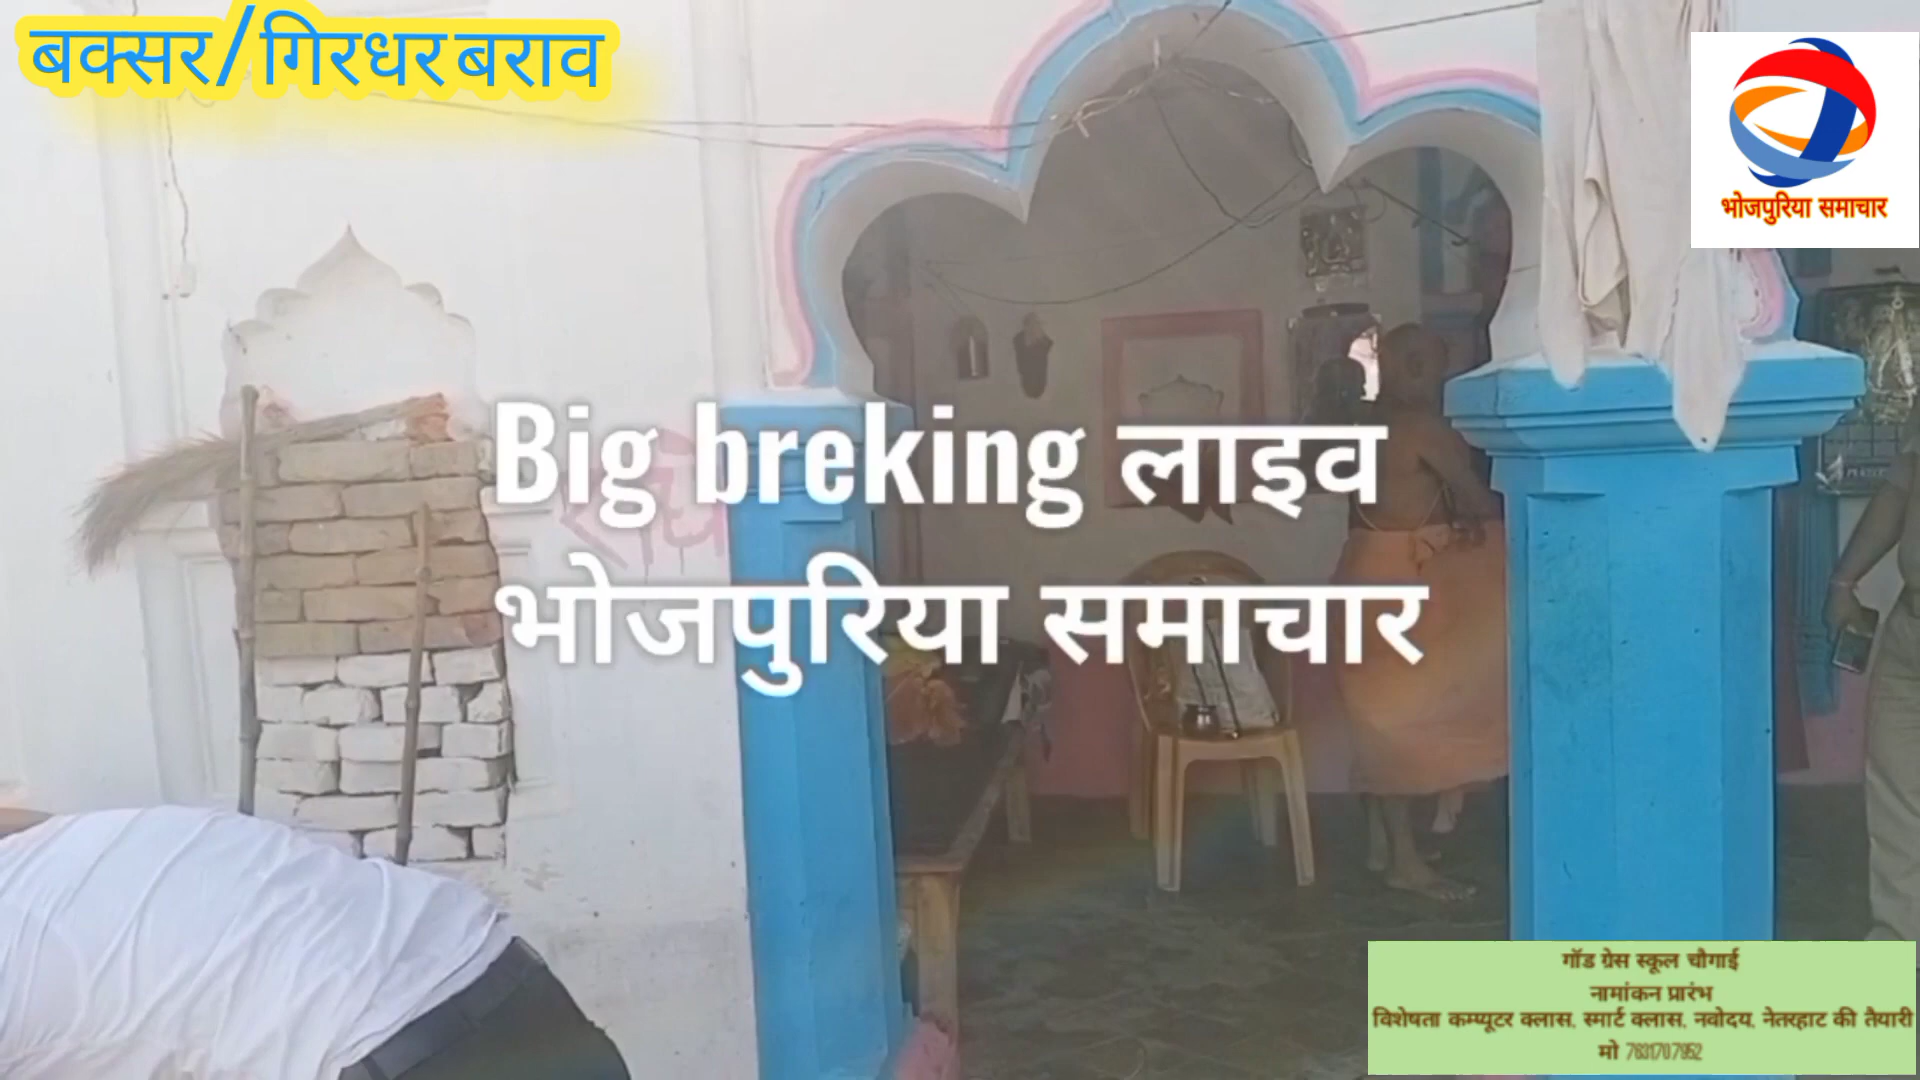 बक्सर/गिरधर बराव
भोजपुरिया समाचार
Big breking लाइव
भोजपुरिया समाचार
राधे
गॉड ग्रेस स्कूल चौगाई
नामांकन प्रारंभ
विशेषता कम्प्यूटर क्लास, स्मार्ट क्लास, नवोदय, नेतरहाट की तैयारी
मो 7631707952